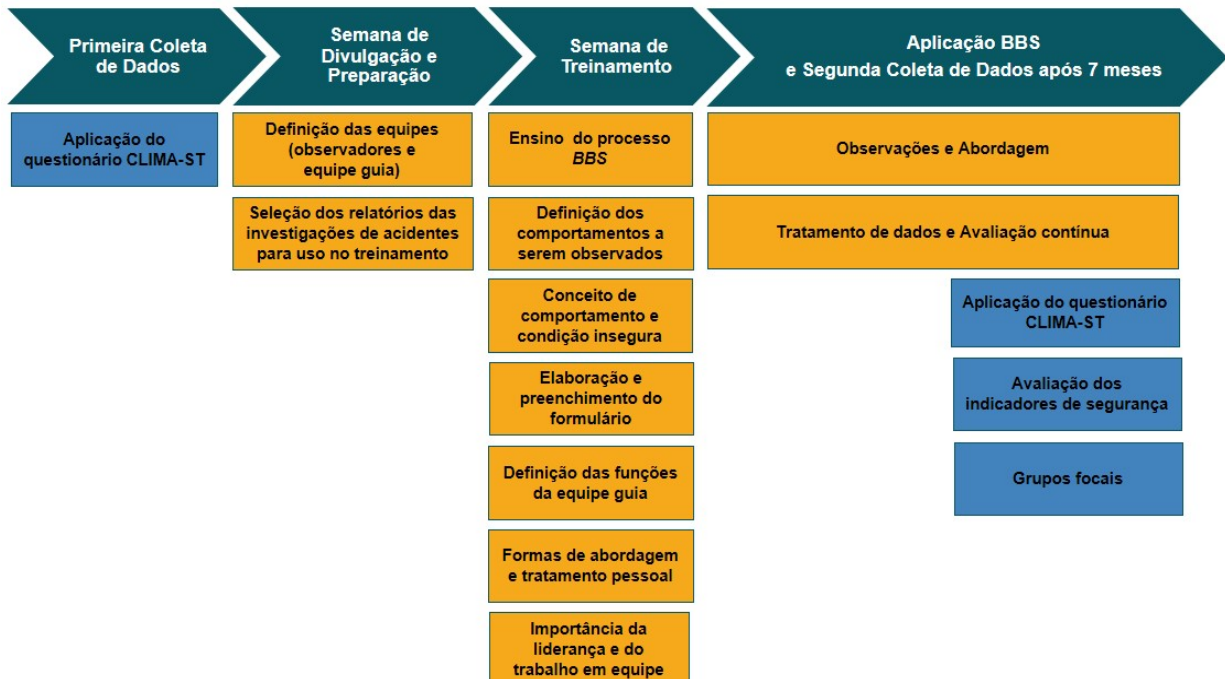 Primeira Coleta
de Dados
Semana de
Divulgação e
Preparação
Semana de
Treinamento
Aplicação BBS
e Segunda Coleta de Dados após 7 meses
Aplicação do
questionário CLIMA-ST
Definição das equipes
(observadores e
equipe guia)
Seleção dos relatórios das
investigações de acidentes
para uso no treinamento
Ensino do processo
BBS
Definição dos
comportamentos a
serem observados
Conceito de
comportamento e
condição insegura
Elaboração e
preenchimento do
formulário
Definição das funções
da equipe guia
Formas de abordagem
e tratamento pessoal
Importância da
liderança e do
trabalho em equipe
Observações e Abordagem
Tratamento de dados e Avaliação contínua
Aplicação do questionário
CLIMA-ST
Avaliação dos
indicadores de segurança
Grupos focais